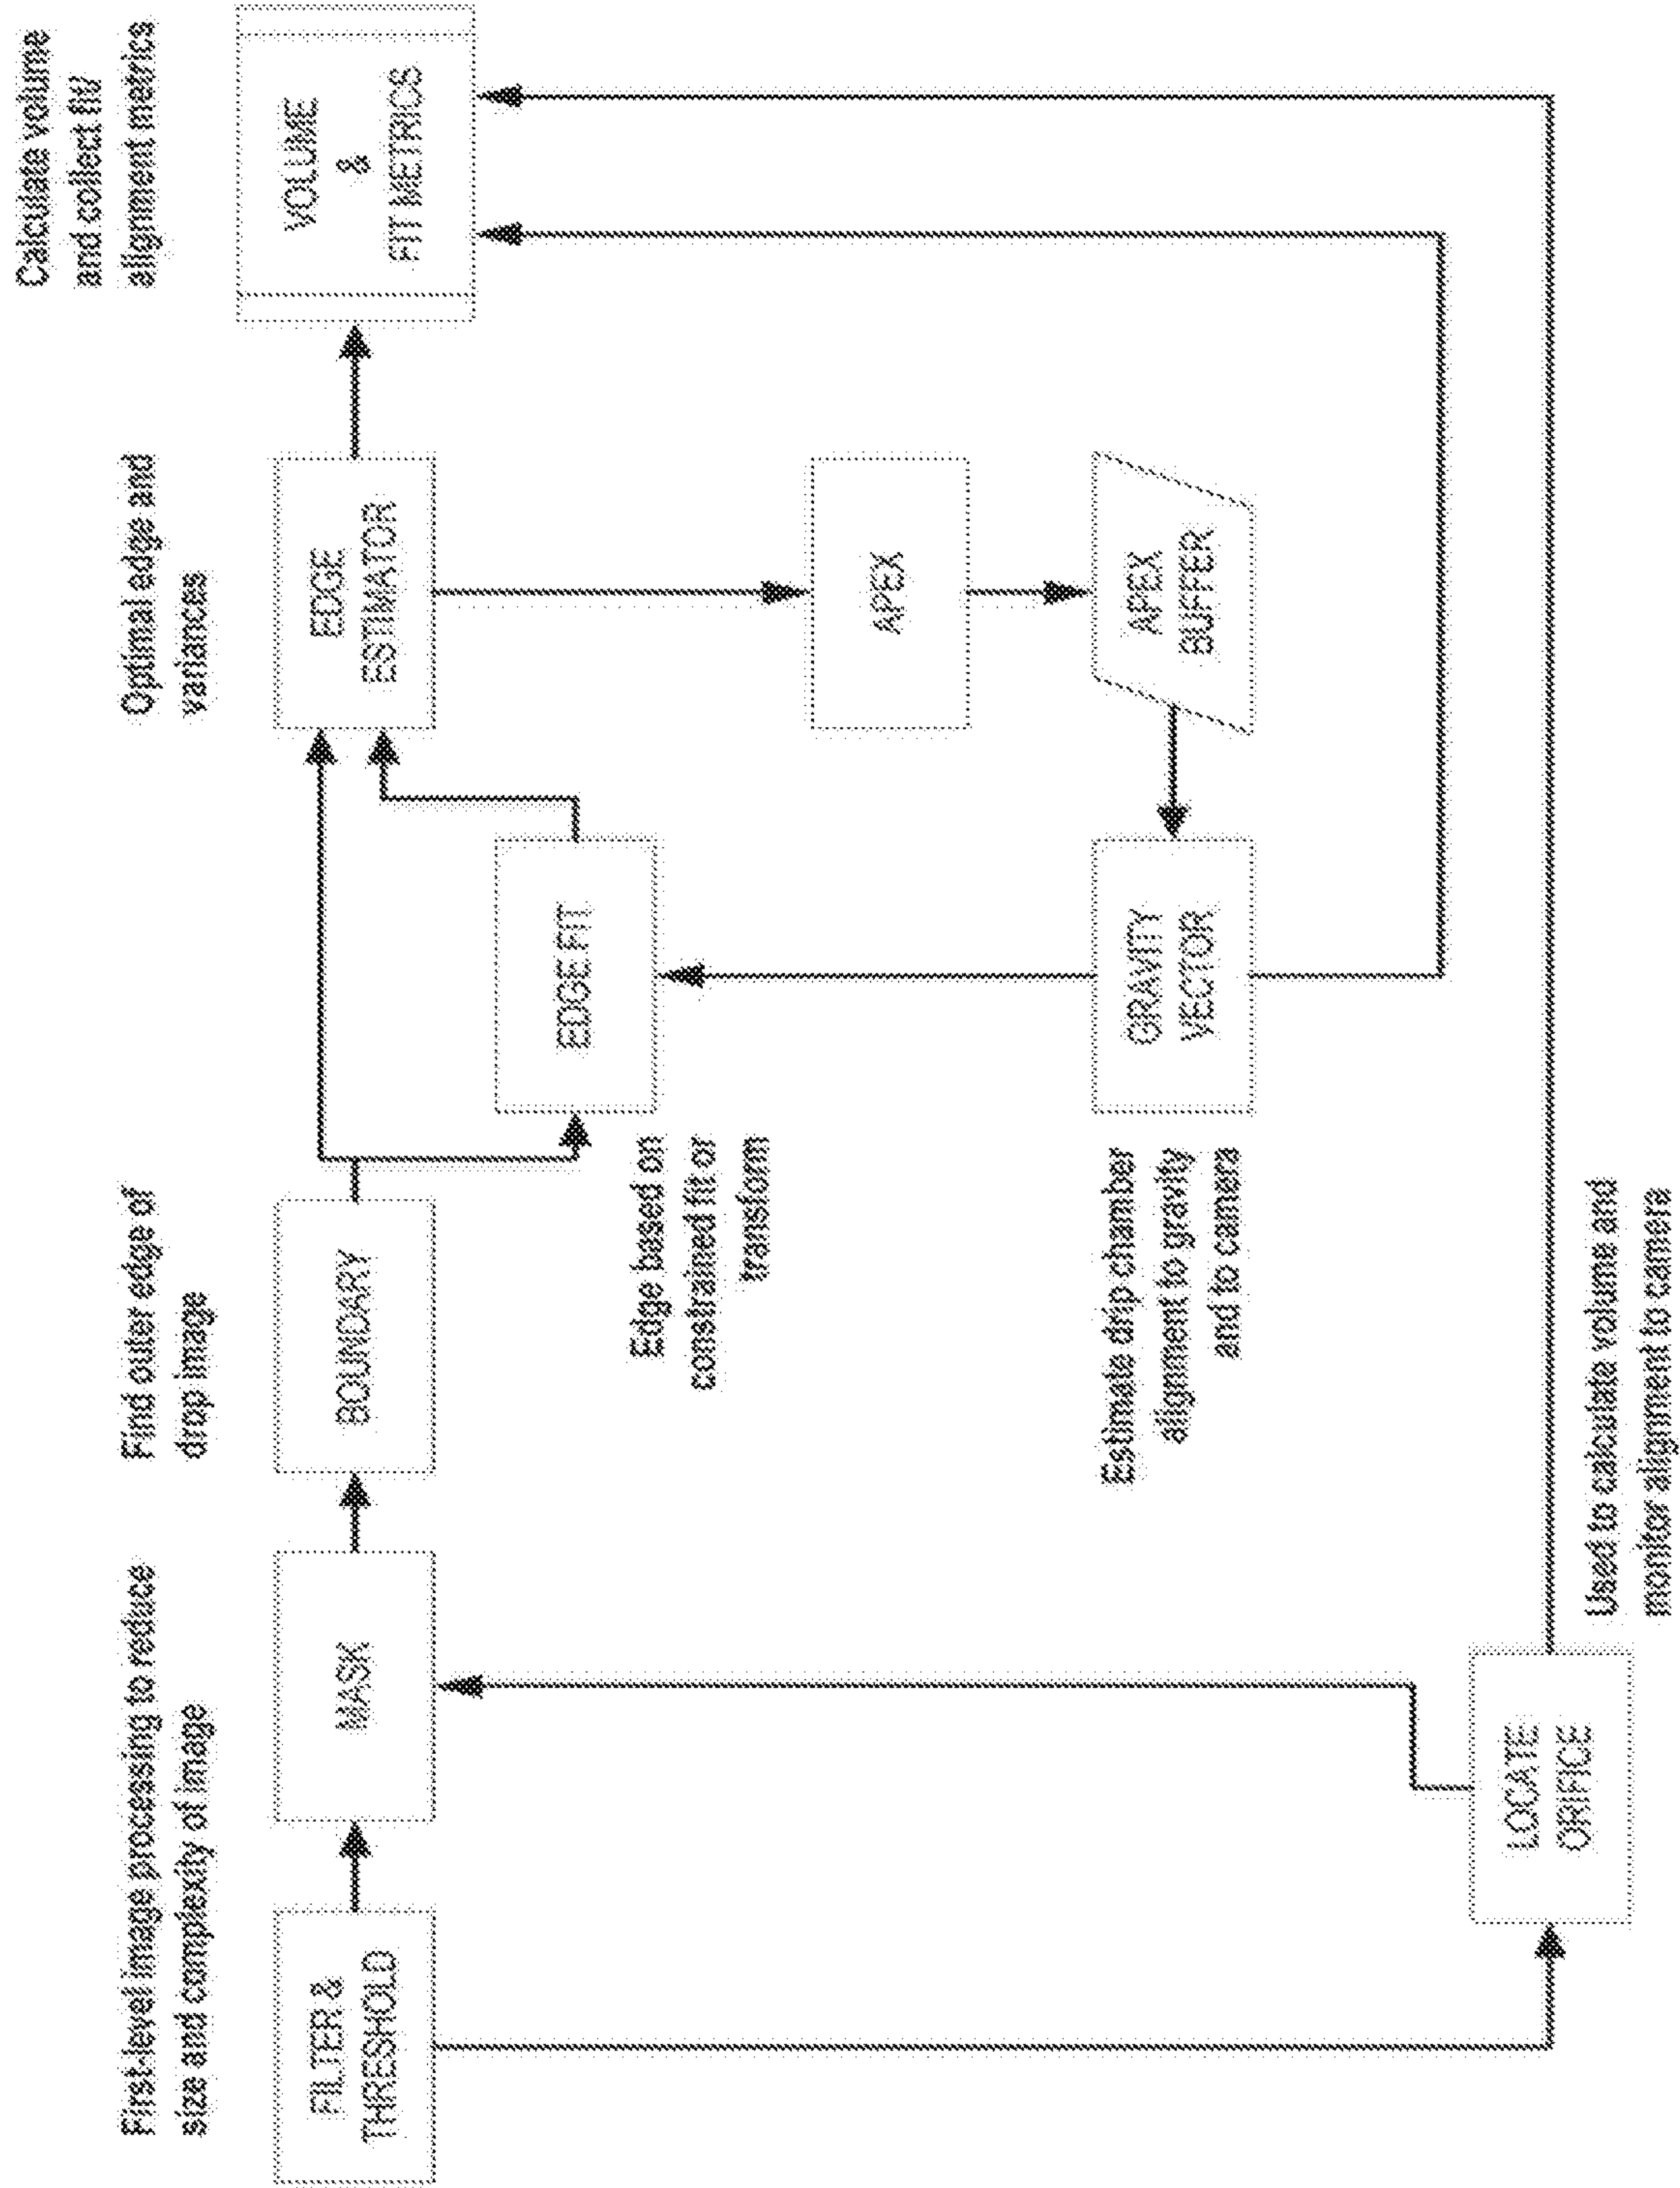 First-level image processing to reduce
size and complexity of image
Find outer edge of
drop image
Optimal edge and
variances
Calculate volume
and collect fit/
alignment metrics
FILTER &
THRESHOLD
MASK
BOUNDARY
EDGE
ESTIMATOR
VOLUME
&
FIT METRICS
EDGE FIT
Edge based on
constrained fit or
transform
APEX
APEX
BUFFER
GRAVITY
VECTOR
Estimate drip chamber
alignment to gravity
and to camera
LOCATE
ORIFICE
Used to calculate volume and
monitor alignment to camera